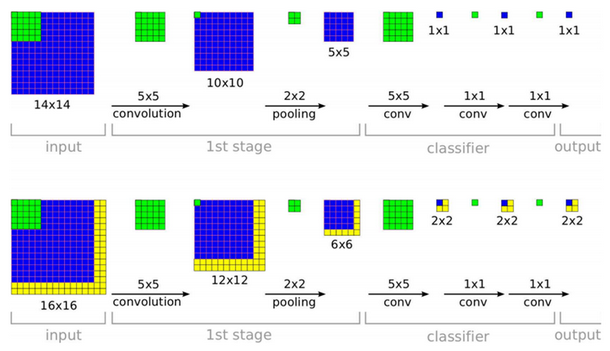 14x14
5x5
convolution
10x10
2x2
pooling
5x5
5x5
conv
1x1
1x1
conv
1x1
1x1
conv
1x1
input
1st stage
classifier
output
16x16
5x5
convolution
12x12
2x2
pooling
6x6
5x5
conv
2x2
1x1
conv
2x2
1x1
conv
2x2
input
1st stage
classifier
output